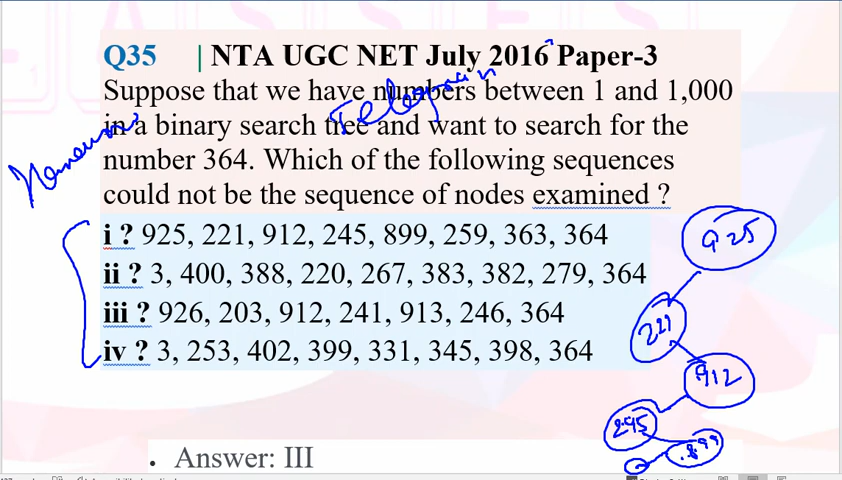 Q35 | NTA UGC NET July 2016 Paper-3
Suppose that we have numbers between 1 and 1,000
in a binary search tree and want to search for the
number 364. Which of the following sequences
could not be the sequence of nodes examined ?
i ? 925, 221, 912, 245, 899, 259, 363, 364
ii ? 3, 400, 388, 220, 267, 383, 382, 279, 364
iii ? 926, 203, 912, 241, 913, 246, 364
iv ? 3, 253, 402, 399, 331, 345, 398, 364
925
221
912
245
899
• Answer: III